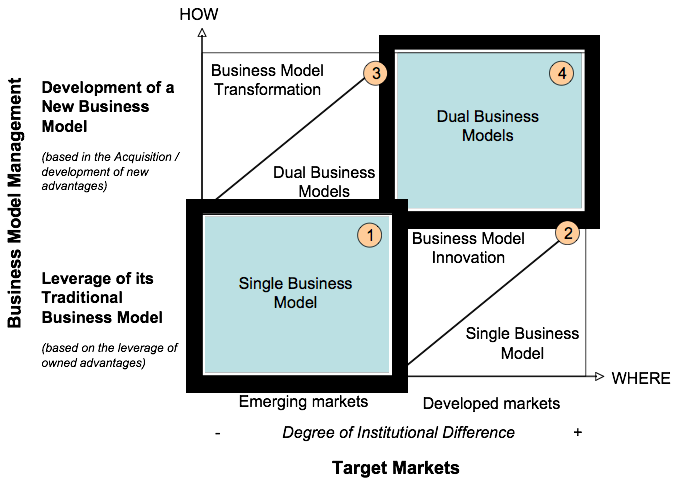 HOW
Business Model Management
Development of a
New Business
Model
(based in the Acquisition /
development of new
advantages)
Business Model
Transformation
3
Dual Business
Models
4
Dual Business
Models
Leverage of its
Traditional
Business Model
(based on the leverage of
owned advantages)
1
Single Business
Model
Business Model
Innovation
2
Single Business
Model
WHERE
Emerging markets
Developed markets
-
Degree of Institutional Difference
+
Target Markets